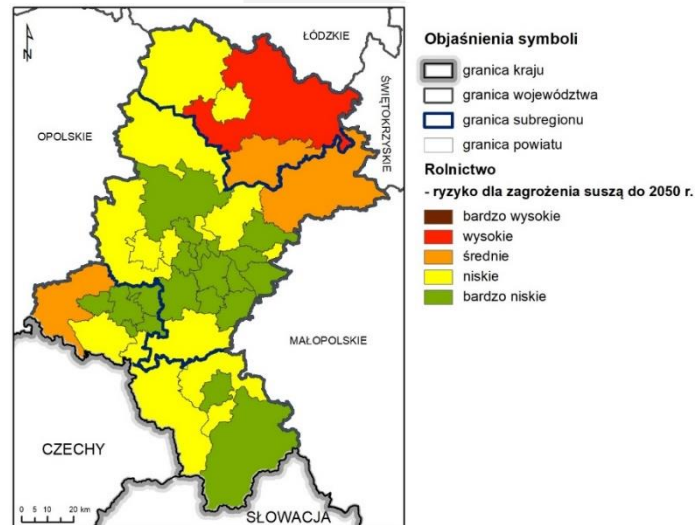 N
ŁÓDZKIE
ŚWIĘTOKRZYSKIE
OPOLSKIE
MAŁOPOLSKIE
CZECHY
SŁOWACJA
0 5 10 20 km
Objaśnienia symboli
granica kraju
granica województwa
granica subregionu
granica powiatu
Rolnictwo
- ryzyko dla zagrożenia suszą do 2050 r.
bardzo wysokie
wysokie
średnie
niskie
bardzo niskie